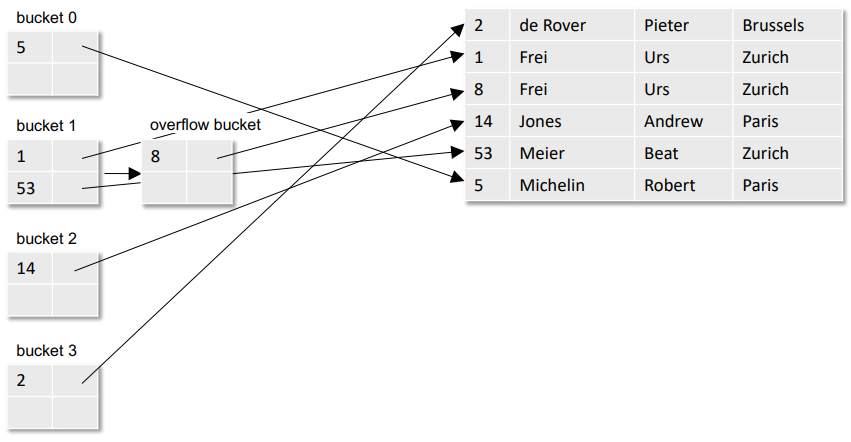 bucket 0
5
bucket 1
1
53
overflow bucket
8
bucket 2
14
bucket 3
2
2 de Rover Pieter Brussels
1 Frei Urs Zurich
8 Frei Urs Zurich
14 Jones Andrew Paris
53 Meier Beat Zurich
5 Michelin Robert Paris